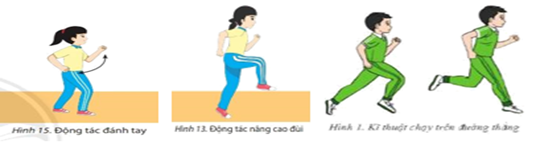 Hình 15. Động tác đánh tay
Hình 13. Động tác nâng cao đùi
Hình 1. Kĩ thuật chạy trên đường thẳng